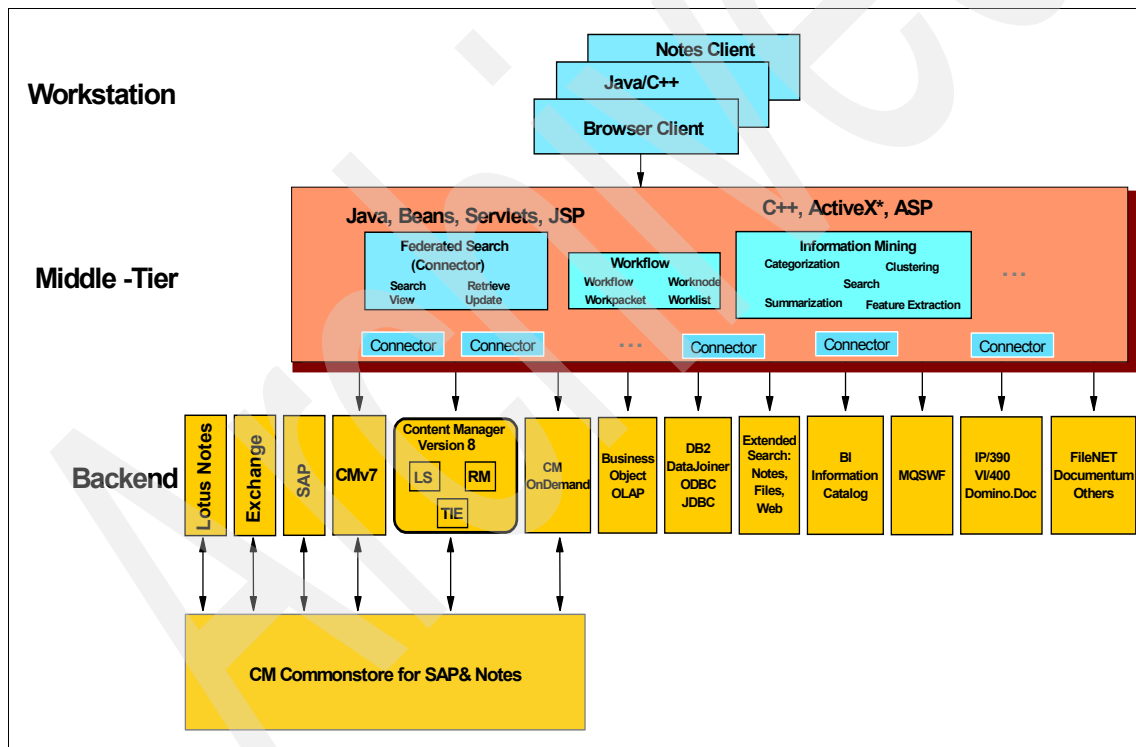 Notes Client
Java/C++
Browser Client
Workstation
Java, Beans, Servlets, JSP
C++, ActiveX*, ASP
Federated Search
(Connector)
Search Retrieve
View Update
Workflow
Workflow Worknode
Workpacket Worklist
Information Mining
Categorization Clustering
Search
Summarization Feature Extraction
...
Middle -Tier
Connector
Connector
...
Connector
Connector
Connector
Backend
Lotus Notes
Exchange
SAP
CMv7
Content Manager
Version 8
LS RM
TIE
CM
OnDemand
Business
Object
OLAP
DB2
DataJoiner
ODBC
JDBC
Extended
Search:
Notes,
Files,
Web
BI
Information
Catalog
MQSWF
IP/390
VI/400
Domino.Doc
FileNET
Documentum
Others
CM Commonstore for SAP& Notes
Archive